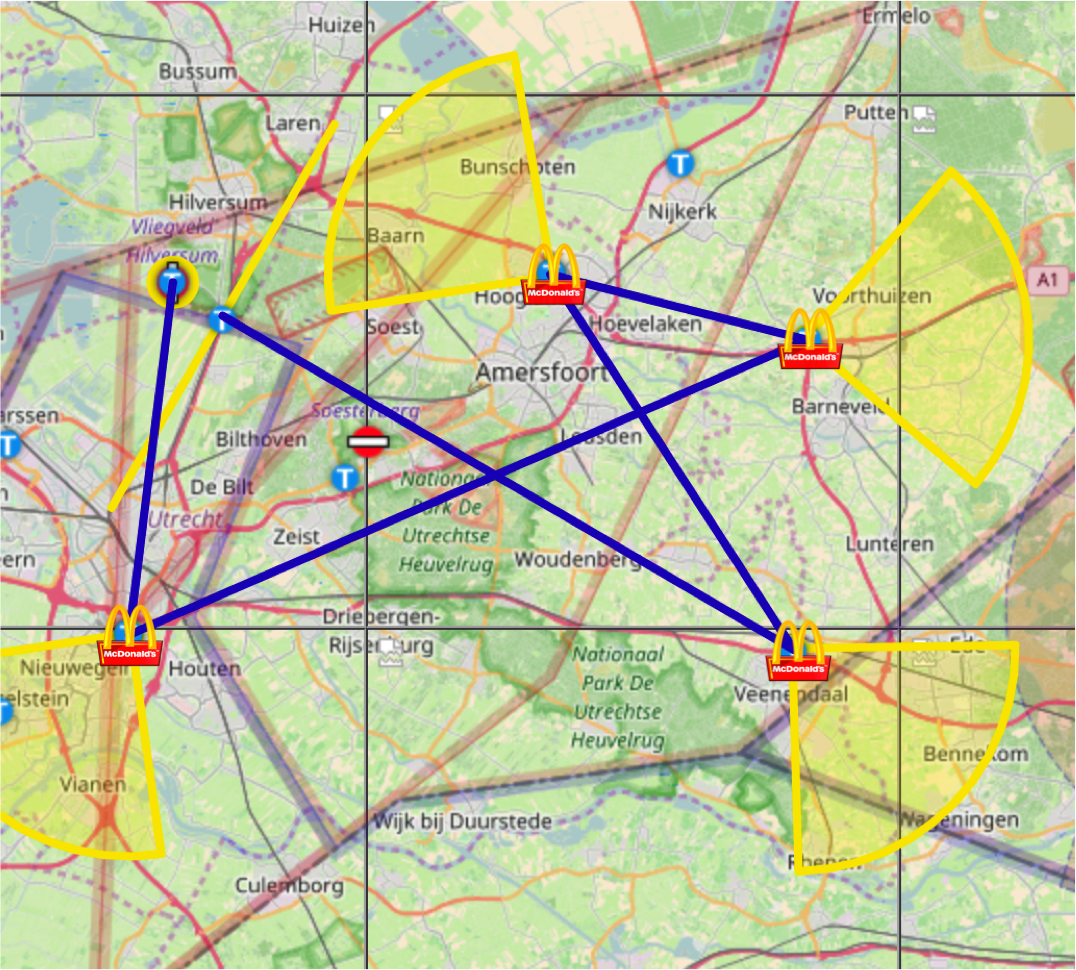 Huizen
Ermelo
Bussum
Laren
Putten
Bunschoten
Hilversum
Nijkerk
Vliegveld
Hilversum
Baarn
A1
Voorthuizen
Hoog
McDonald's
Soest
Hoevelaken
McDonald's
Amersfoort
Soesterberg
Barneveld
arssen
Bilthoven
Leusden
De Bilt
Nationaal
Park De
Utrechtse
Heuvelrug
Utrecht
Zeist
Lunteren
Woudenberg
Driebergen-
Rijsenburg
McDonald's
Nieuwegein
Houten
Nationaal
Park De
Utrechtse
Heuvelrug
McDonald's
Ede
elstein
Veenendaal
Bennekom
Vianen
Wijk bij Duurstede
Wageningen
Rhenen
Culemborg